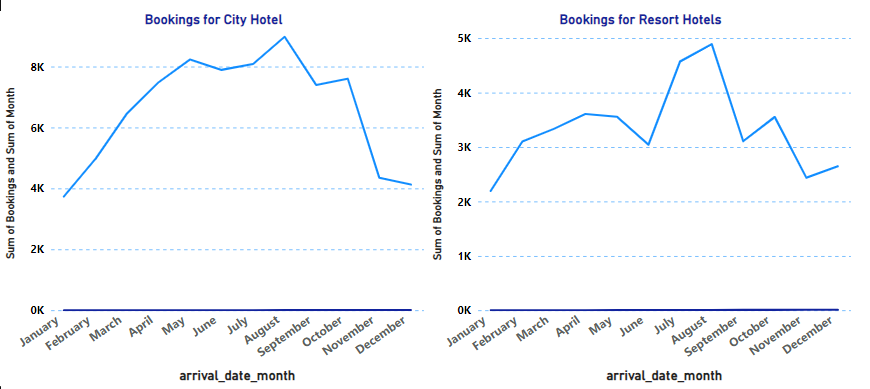 Bookings for City Hotel
Sum of Bookings and Sum of Month
8K
6K
4K
2K
0K
January
February
March
April
May
June
July
August
September
October
November
December
arrival_date_month
Bookings for Resort Hotels
Sum of Bookings and Sum of Month
5K
4K
3K
2K
1K
0K
January
February
March
April
May
June
July
August
September
October
November
December
arrival_date_month